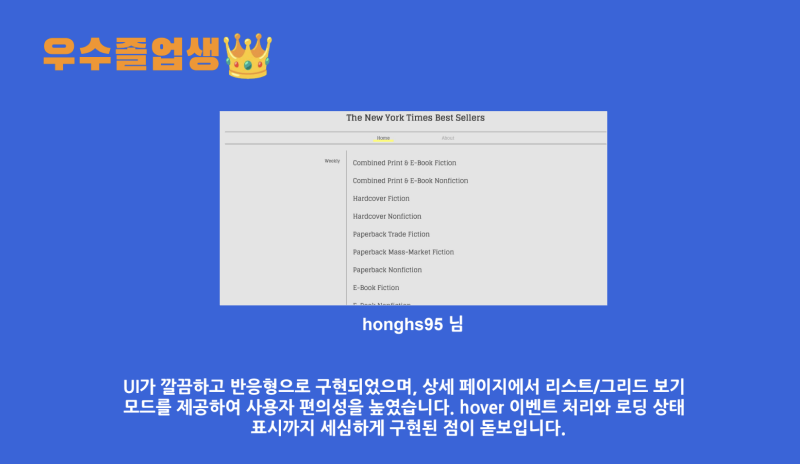 우수졸업생
The New York Times Best Sellers
Home About
Weekly
Combined Print & E-Book Fiction
Combined Print & E-Book Nonfiction
Hardcover Fiction
Hardcover Nonfiction
Paperback Trade Fiction
Paperback Mass-Market Fiction
Paperback Nonfiction
E-Book Fiction
E-Book Nonfiction
honghs95 님
UI가 깔끔하고 반응형으로 구현되었으며, 상세 페이지에서 리스트/그리드 보기
모드를 제공하여 사용자 편의성을 높였습니다. hover 이벤트 처리와 로딩 상태
표시까지 세심하게 구현된 점이 돋보입니다.